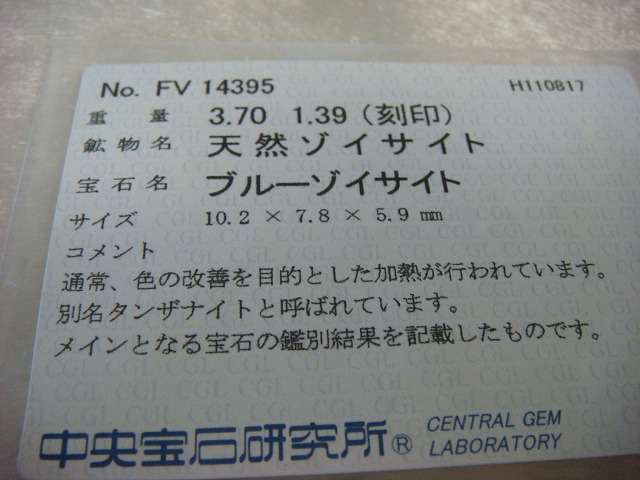 No. FV 14395 H110817
重量 3.70 1.39（刻印）
鉱物名 天然ゾイサイト
宝石名 ブルーゾイサイト
サイズ 10.2 × 7.8 × 5.9 mm
コメント
通常、色の改善を目的とした加熱が行われています。
別名タンザナイトと呼ばれています。
メインとなる宝石の鑑別結果を記載したものです。
中央宝石研究所® CENTRAL GEM
LABORATORY